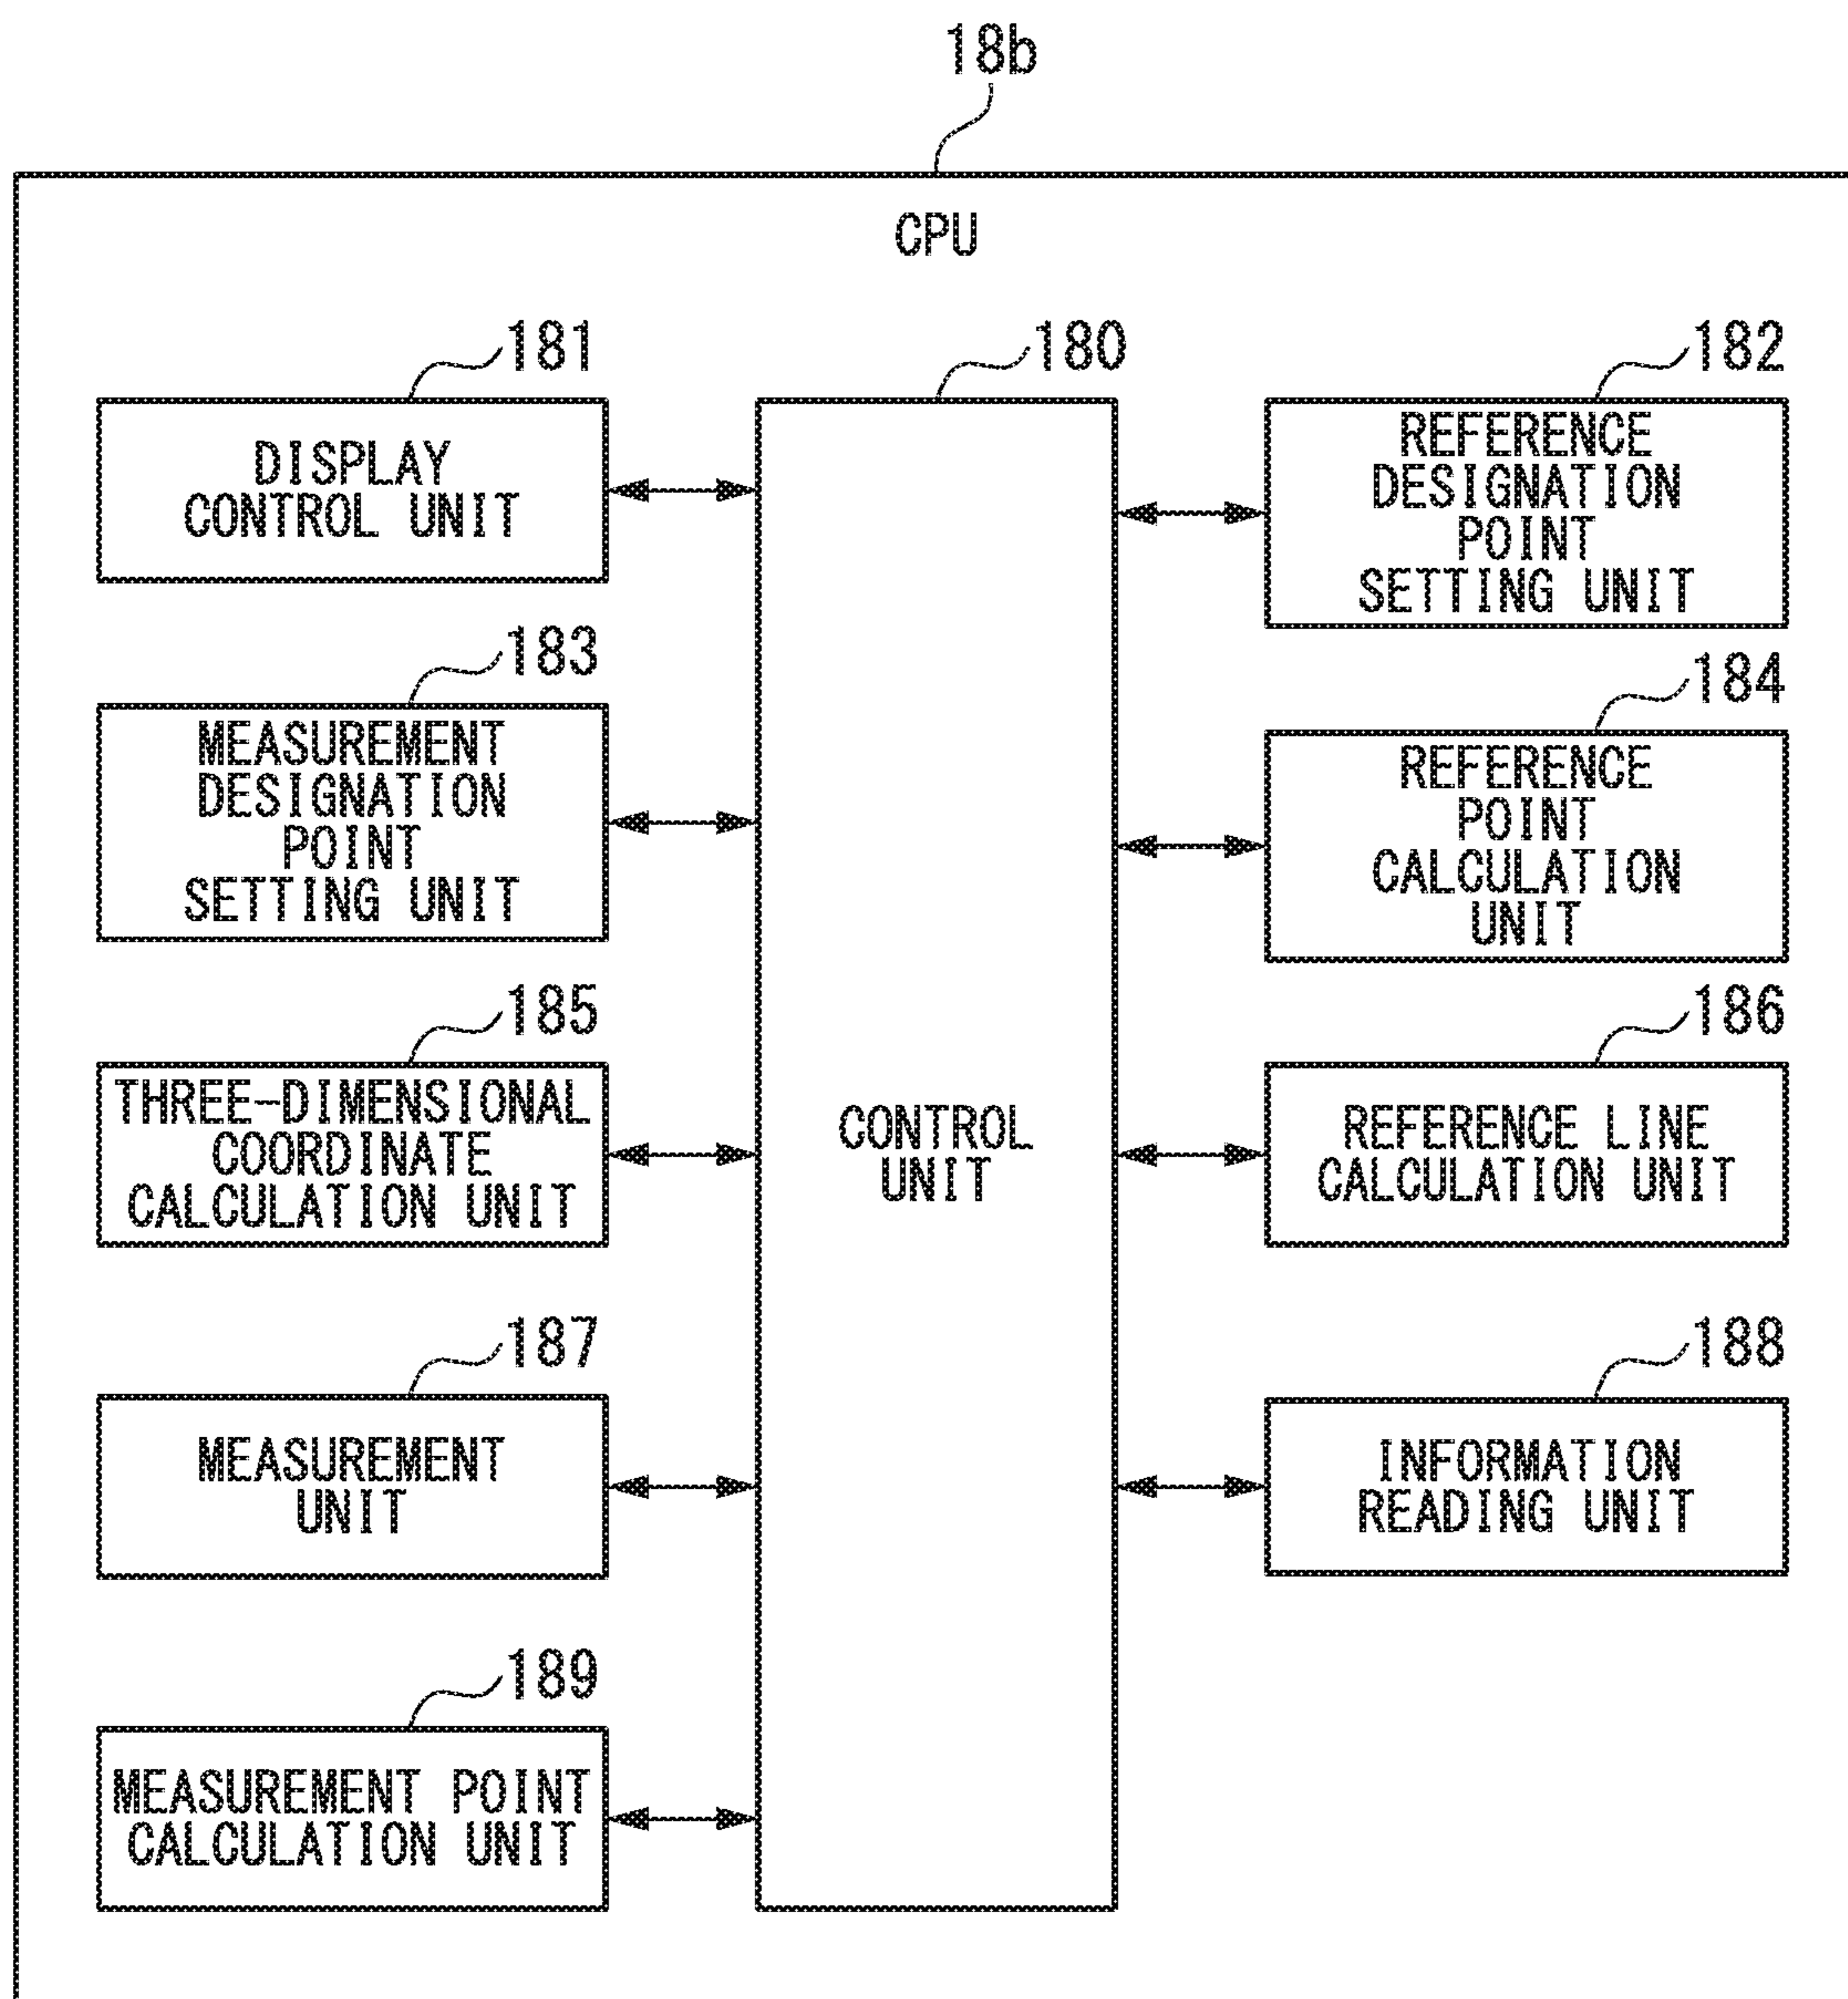 18b
CPU
181
DISPLAY
CONTROL UNIT
183
MEASUREMENT
DESIGNATION
POINT
SETTING UNIT
185
THREE-DIMENSIONAL
COORDINATE
CALCULATION UNIT
187
MEASUREMENT
UNIT
189
MEASUREMENT POINT
CALCULATION UNIT
180
CONTROL
UNIT
182
REFERENCE
DESIGNATION
POINT
SETTING UNIT
184
REFERENCE
POINT
CALCULATION
UNIT
186
REFERENCE LINE
CALCULATION UNIT
188
INFORMATION
READING UNIT